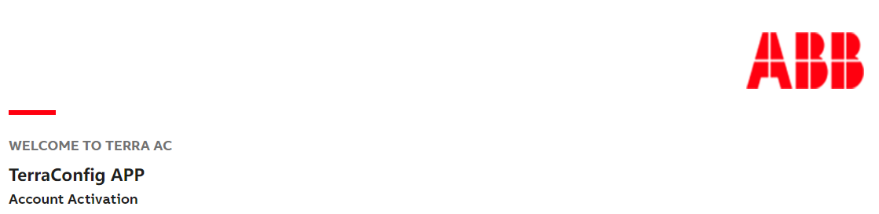 ABB
WELCOME TO TERRA AC
TerraConfig APP
Account Activation